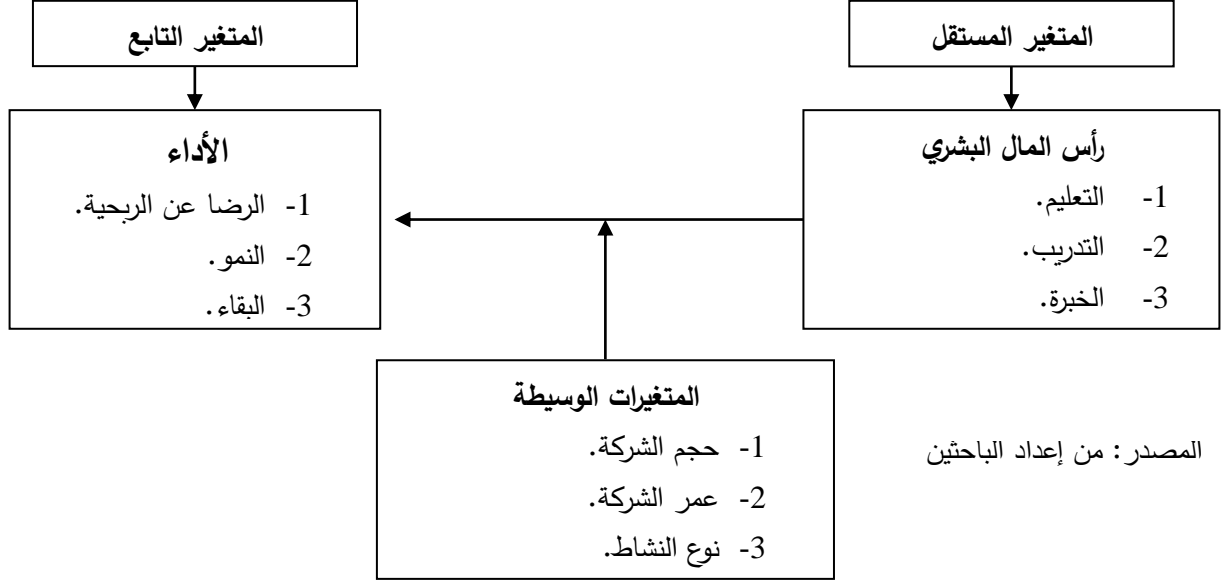 المتغير المستقل
المتغير التابع
رأس المال البشري
1- التعليم.
2- التدريب.
3- الخبرة.
الأداء
1- الرضا عن الربحية.
2- النمو.
3- البقاء.
المتغيرات الوسيطة
1- حجم الشركة.
2- عمر الشركة.
3- نوع النشاط.
المصدر: من إعداد الباحثين